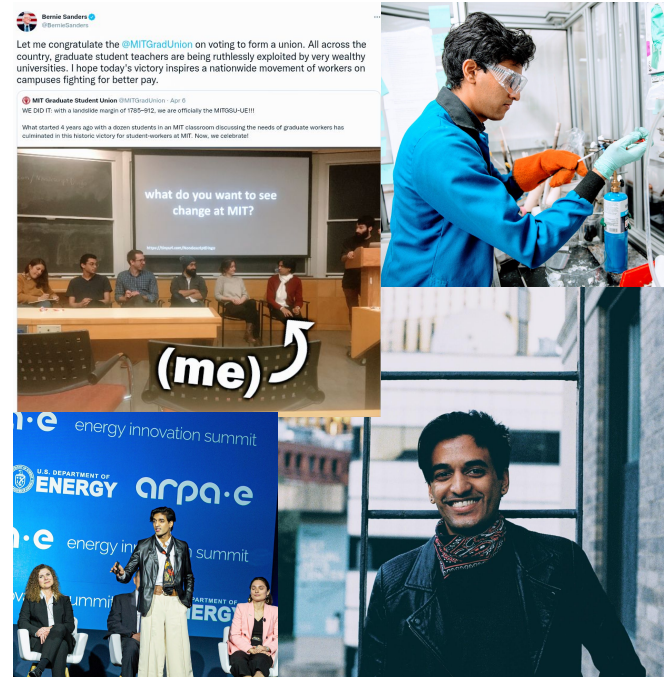 Bernie Sanders
@BernieSanders
Let me congratulate the @MITGradUnion on voting to form a union. All across the
country, graduate student teachers are being ruthlessly exploited by very wealthy
universities. I hope today's victory inspires a nationwide movement of workers on
campuses fighting for better pay.
MIT Graduate Student Union @MITGradUnion · Apr 6
WE DID IT: with a landslide margin of 1785–912, we are officially the MITGSU-UE!!!
What started 4 years ago with a dozen students in an MIT classroom discussing the needs of graduate workers has
culminated in this historic victory for student-workers at MIT. Now, we celebrate!
what do you want to see
change at MIT?
(me)
a·e energy innovation summit
U.S. DEPARTMENT OF
ENERGY arpa·e
·e energy in summit
summit ENERGY